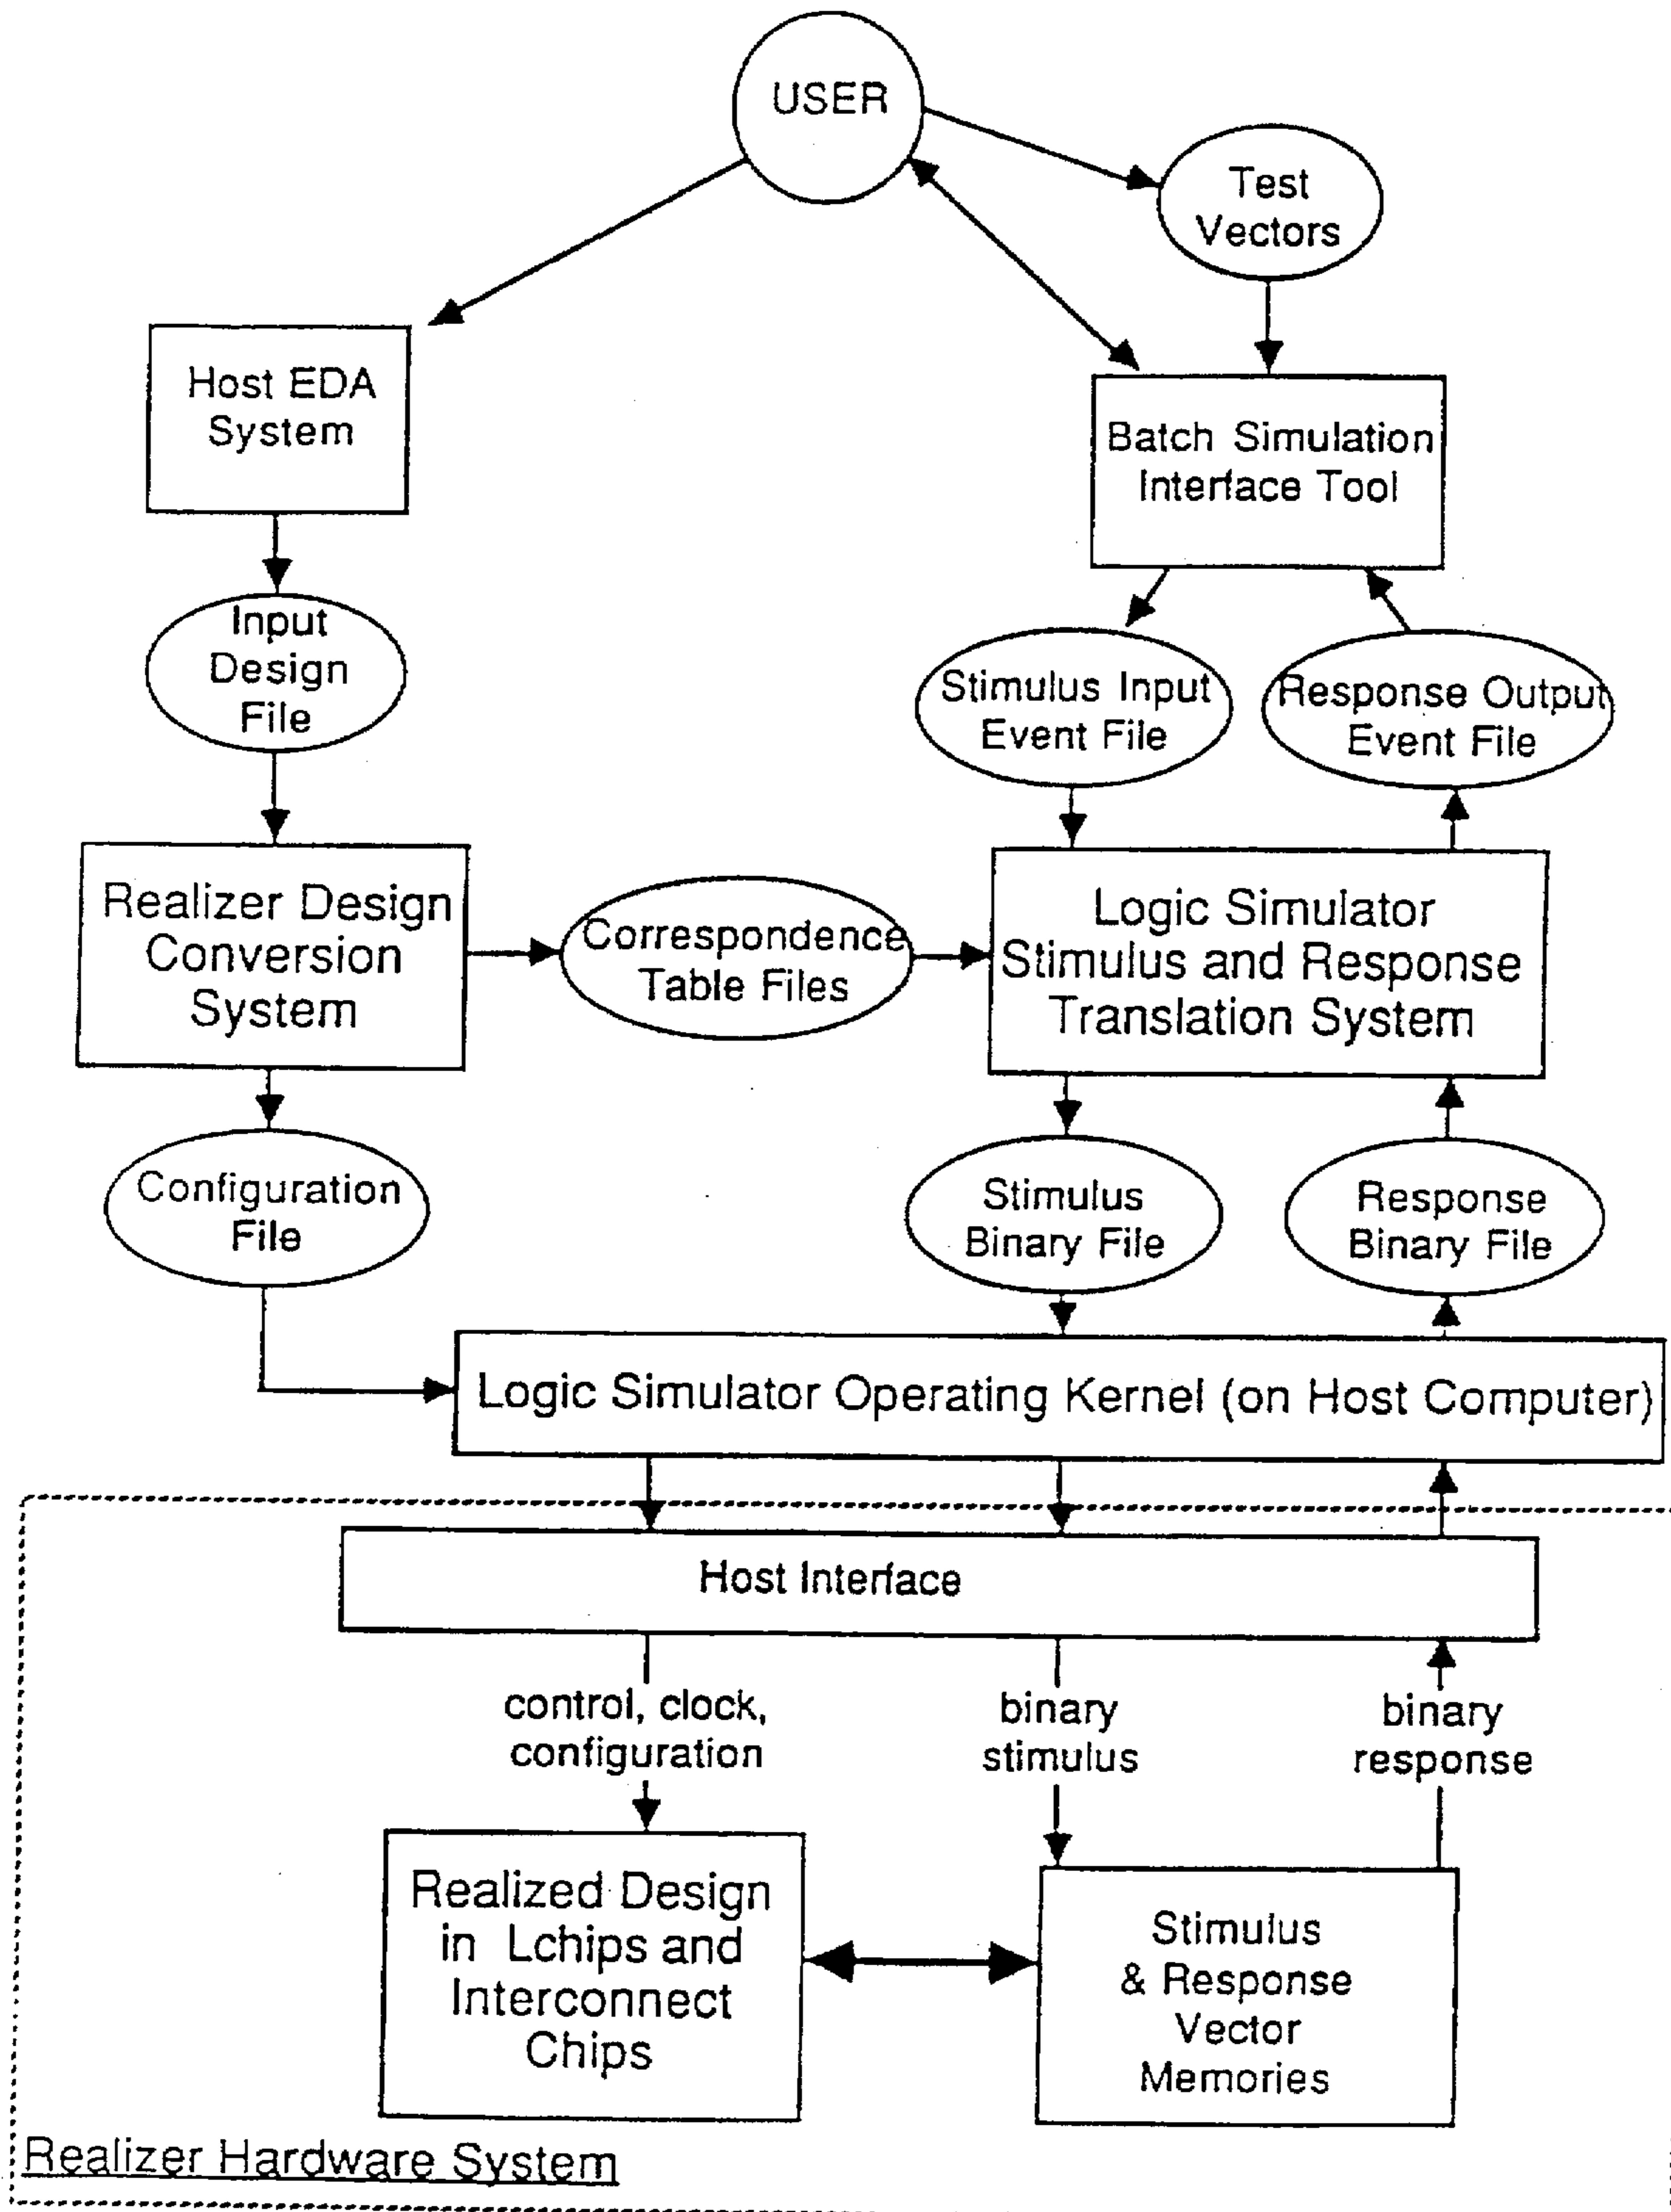 USER
Test
Vectors
Host EDA
System
Batch Simulation
Interface Tool
Input
Design
File
Stimulus Input
Event File
Response Output
Event File
Realizer Design
Conversion
System
Correspondence
Table Files
Logic Simulator
Stimulus and Response
Translation System
Configuration
File
Stimulus
Binary File
Response
Binary File
Logic Simulator Operating Kernel (on Host Computer)
Host Interface
control, clock,
configuration
binary
stimulus
binary
response
Realized Design
in Lchips and
Interconnect
Chips
Stimulus
& Response
Vector
Memories
Realizer Hardware System